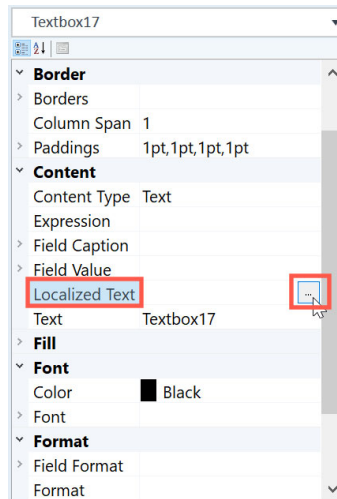 Textbox17
Border
Borders
Column Span 1
Paddings 1pt,1pt,1pt,1pt
Content
Content Type Text
Expression
Field Caption
Field Value
Localized Text ...
Text Textbox17
Fill
Font
Color Black
Font
Format
Field Format
Format